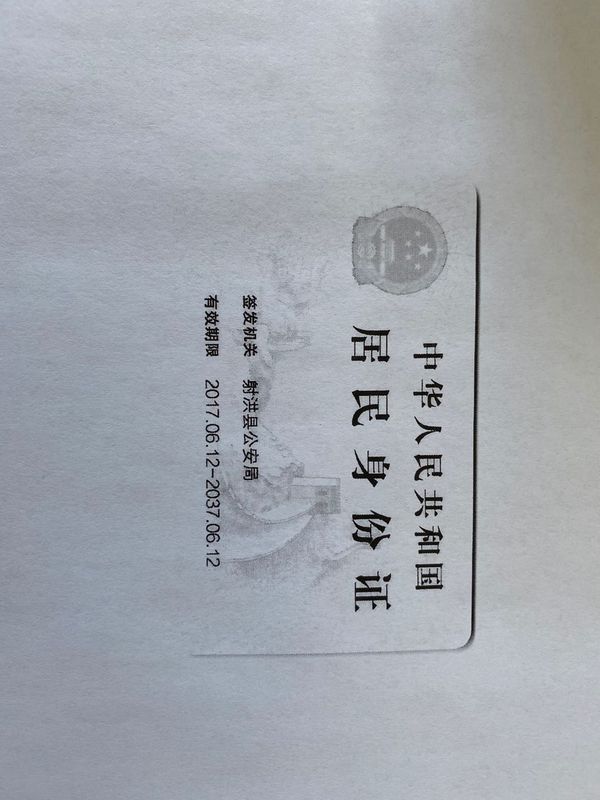 中华人民共和国
居民身份证
签发机关 射洪县公安局
有效期限 2017.06.12-2037.06.12